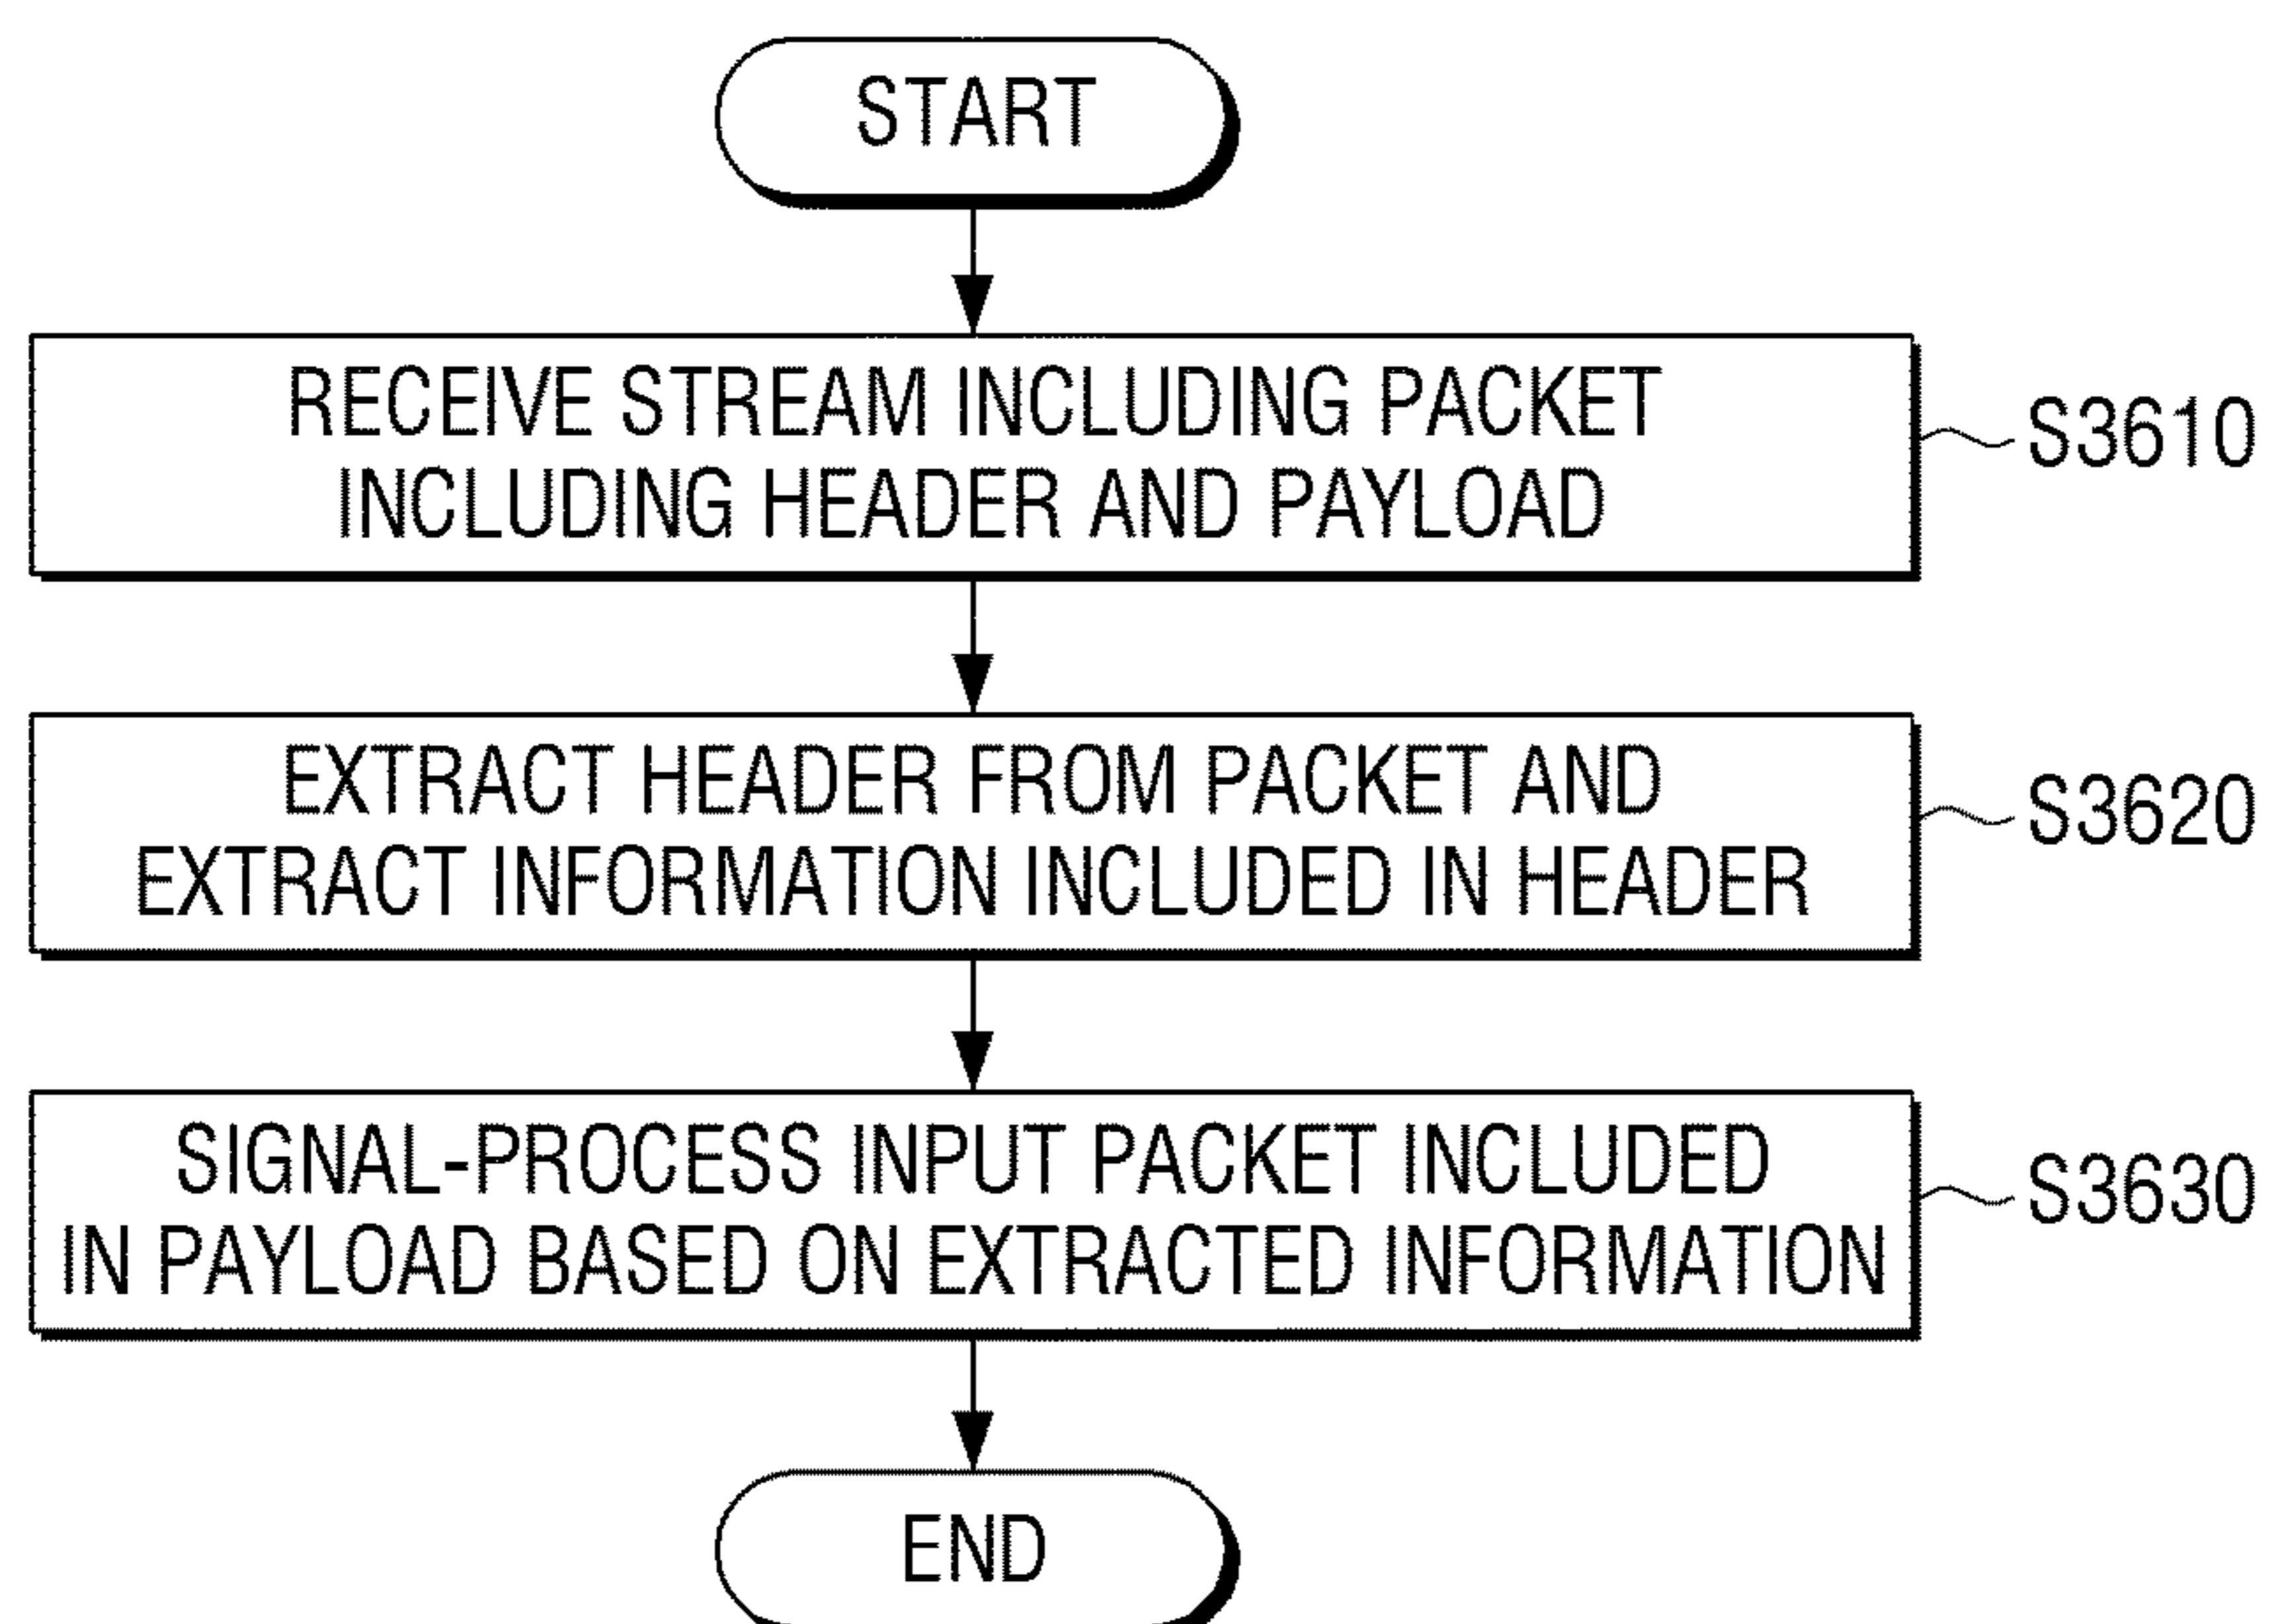 START
RECEIVE STREAM INCLUDING PACKET
INCLUDING HEADER AND PAYLOAD
S3610
EXTRACT HEADER FROM PACKET AND
EXTRACT INFORMATION INCLUDED IN HEADER
S3620
SIGNAL-PROCESS INPUT PACKET INCLUDED
IN PAYLOAD BASED ON EXTRACTED INFORMATION
S3630
END